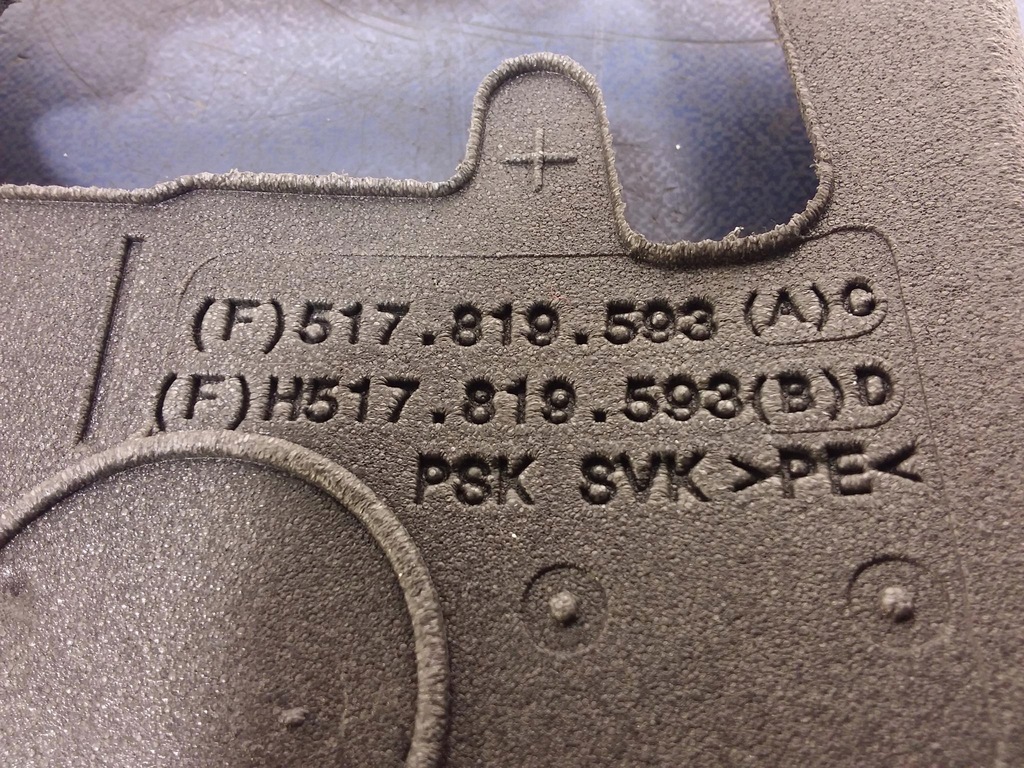 (F)517.819.593 (A)C
(F)H517.819.593(B)D
PSK SVK >PE<